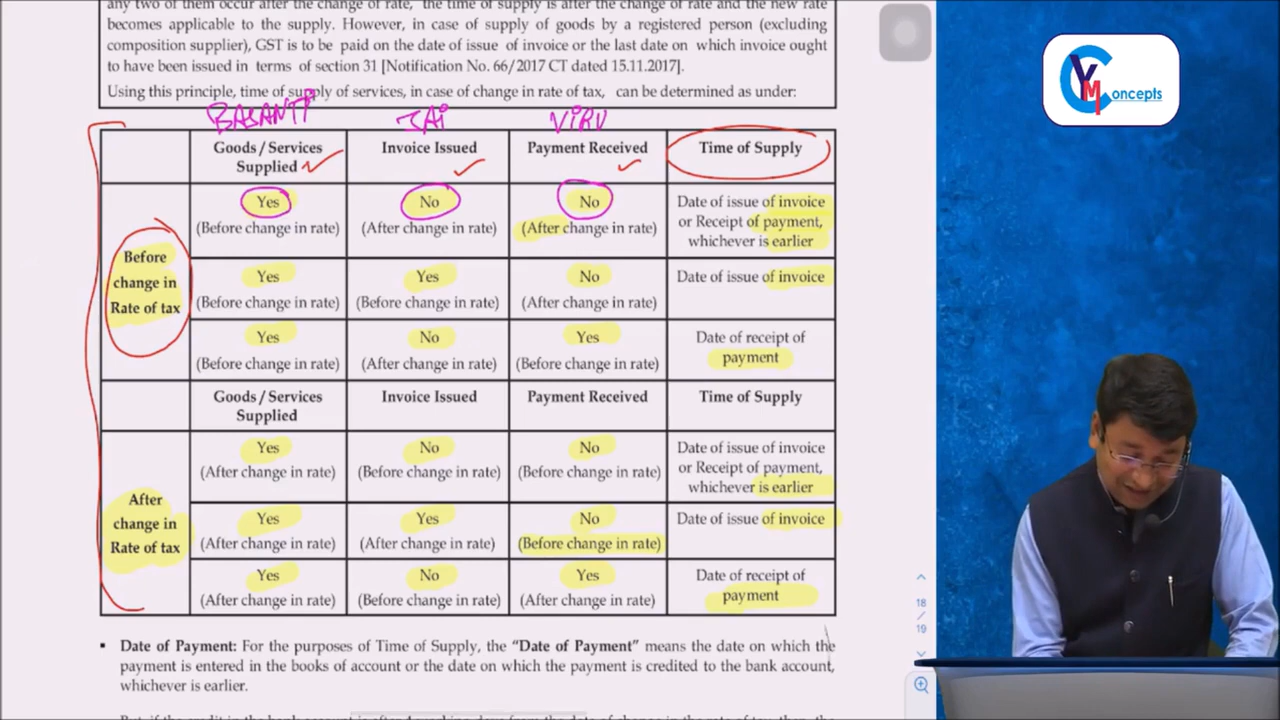 any two of them occur after the change of rate, the time of supply is after the change of rate and the new rate
becomes applicable to the supply. However, in case of supply of goods by a registered person (excluding
composition supplier), GST is to be paid on the date of issue of invoice or the last date on which invoice ought
to have been issued in terms of section 31 [Notification No. 66/2017 CT dated 15.11.2017].
Using this principle, time of supply of services, in case of change in rate of tax, can be determined as under:
BASANTI JAi ViRU
Goods / Services Supplied Invoice Issued Payment Received Time of Supply
Before
change in
Rate of tax
Yes No No Date of issue of invoice
(Before change in rate) (After change in rate) (After change in rate) or Receipt of payment,
whichever is earlier
Yes Yes No Date of issue of invoice
(Before change in rate) (Before change in rate) (After change in rate)
Yes No Yes Date of receipt of
(Before change in rate) (After change in rate) (Before change in rate) payment
Goods / Services Supplied Invoice Issued Payment Received Time of Supply
After
change in
Rate of tax
Yes No No Date of issue of invoice
(After change in rate) (Before change in rate) (Before change in rate) or Receipt of payment,
whichever is earlier
Yes Yes No Date of issue of invoice
(After change in rate) (After change in rate) (Before change in rate)
Yes No Yes Date of receipt of
(After change in rate) (Before change in rate) (After change in rate) payment
▪ Date of Payment: For the purposes of Time of Supply, the “Date of Payment” means the date on which the
payment is entered in the books of account or the date on which the payment is credited to the bank account,
whichever is earlier.
18
/
19
CYM
Concepts